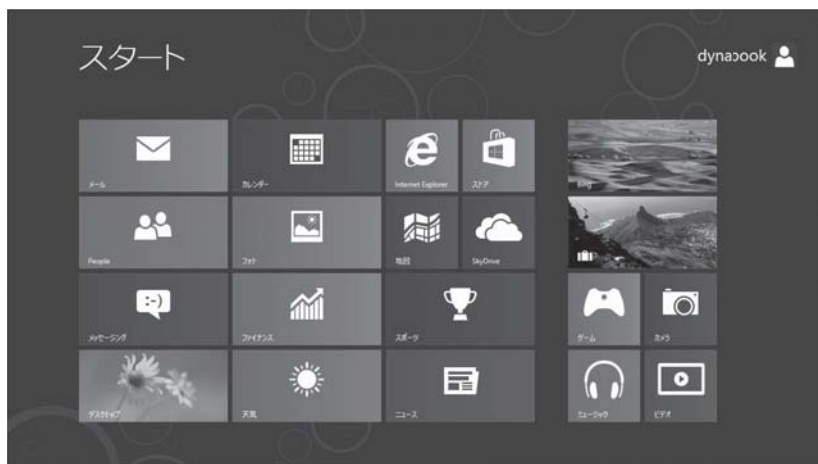 スタート
dynabook
メール
カレンダー
Internet Explorer
ストア
Bing
People
フォト
地図
SkyDrive
メッセージング
ファイナンス
スポーツ
ゲーム
カメラ
デスクトップ
天気
ニュース
ミュージック
ビデオ